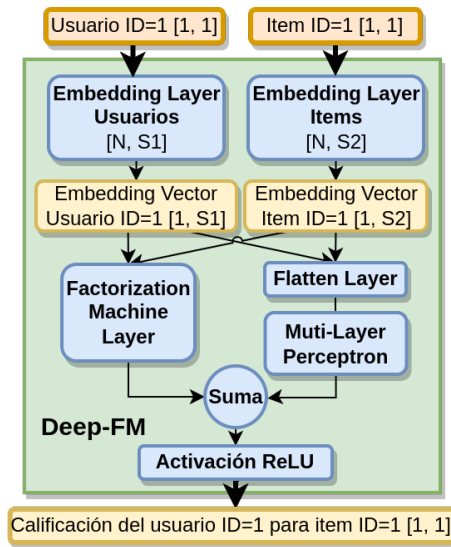 Usuario ID=1 [1, 1]
Item ID=1 [1, 1]
Embedding Layer
Usuarios
[N, S1]
Embedding Layer
Items
[N, S2]
Embedding Vector
Usuario ID=1 [1, S1]
Embedding Vector
Item ID=1 [1, S2]
Factorization
Machine
Layer
Flatten Layer
Muti-Layer
Perceptron
Suma
Deep-FM
Activación ReLU
Calificación del usuario ID=1 para item ID=1 [1, 1]